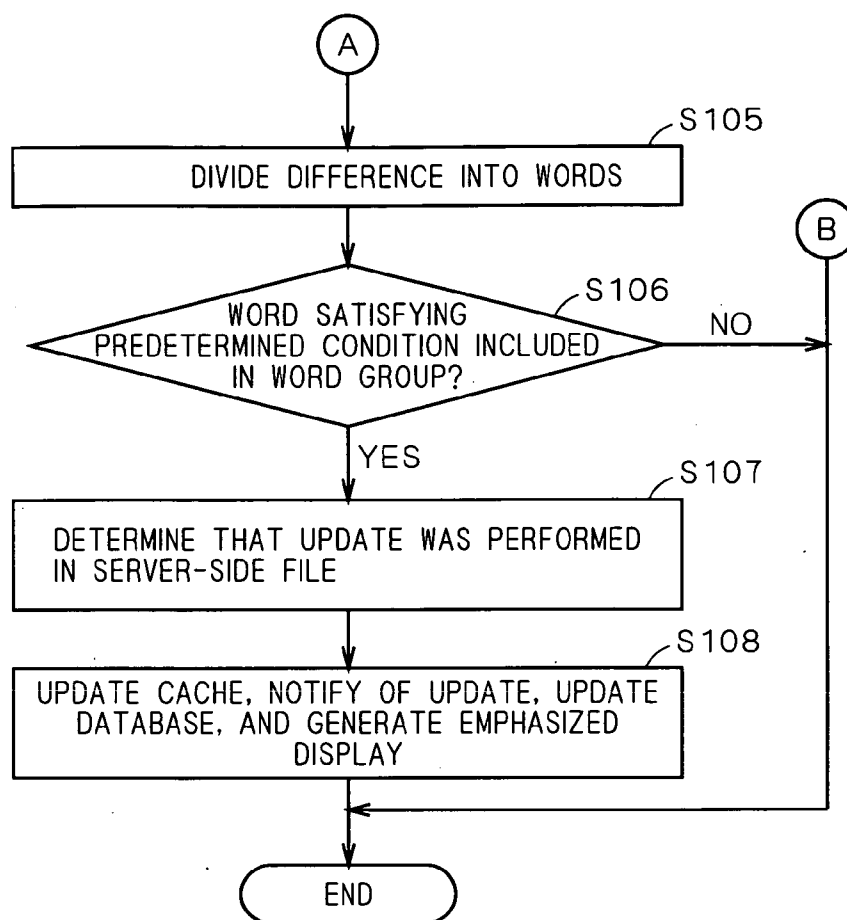 A
S105
DIVIDE DIFFERENCE INTO WORDS
B
S106
WORD SATISFYING
PREDETERMINED CONDITION INCLUDED
IN WORD GROUP?
NO
YES
S107
DETERMINE THAT UPDATE WAS PERFORMED
IN SERVER-SIDE FILE
S108
UPDATE CACHE, NOTIFY OF UPDATE, UPDATE
DATABASE, AND GENERATE EMPHASIZED
DISPLAY
END